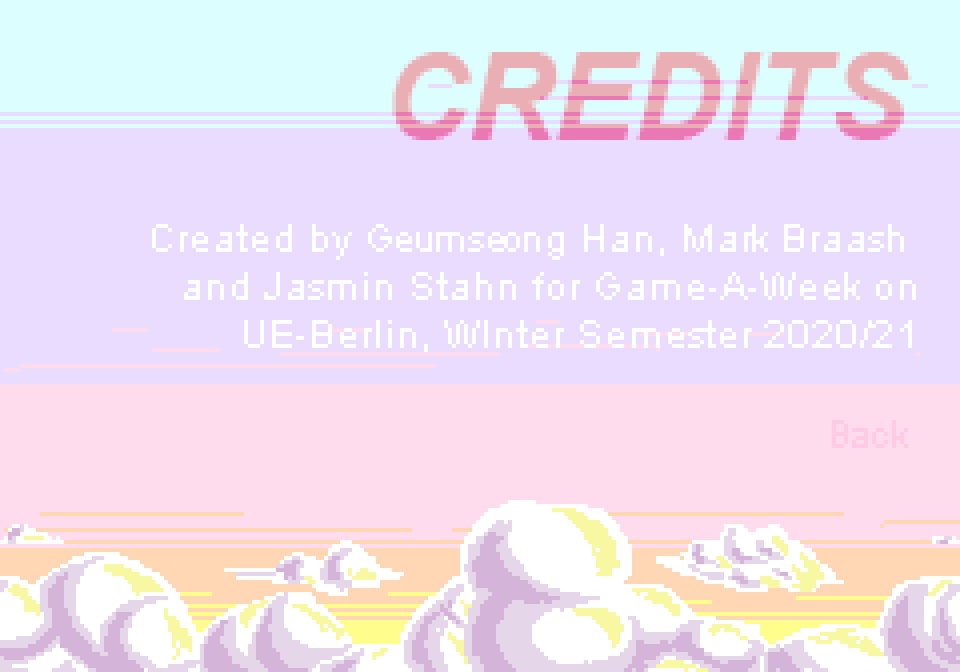 CREDITS
Created by Geumseong Han, Mark Braash
and Jasmin Stahn for Game-A-Week on
UE-Berlin, WInter Semester 2020/21
Back